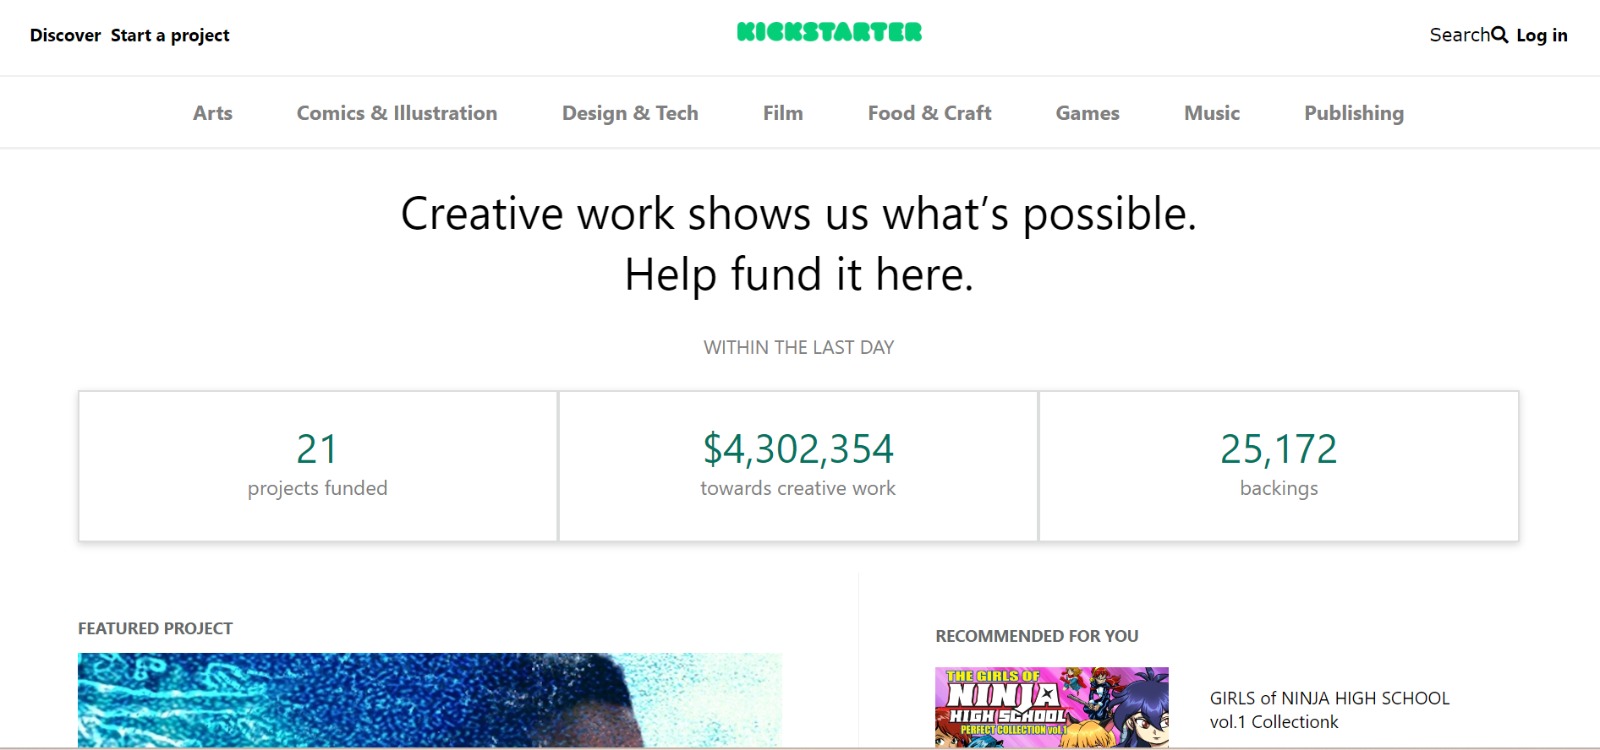 Discover Start a project
KICKSTARTER
Search Log in
Arts Comics & Illustration Design & Tech Film Food & Craft Games Music Publishing
Creative work shows us what’s possible.
Help fund it here.
WITHIN THE LAST DAY
21
projects funded
$4,302,354
towards creative work
25,172
backings
FEATURED PROJECT
RECOMMENDED FOR YOU
THE GIRLS OF
NINJA
HIGH SCHOOL
PERFECT COLLECTION VOL.1
GIRLS of NINJA HIGH SCHOOL
vol.1 Collectionk